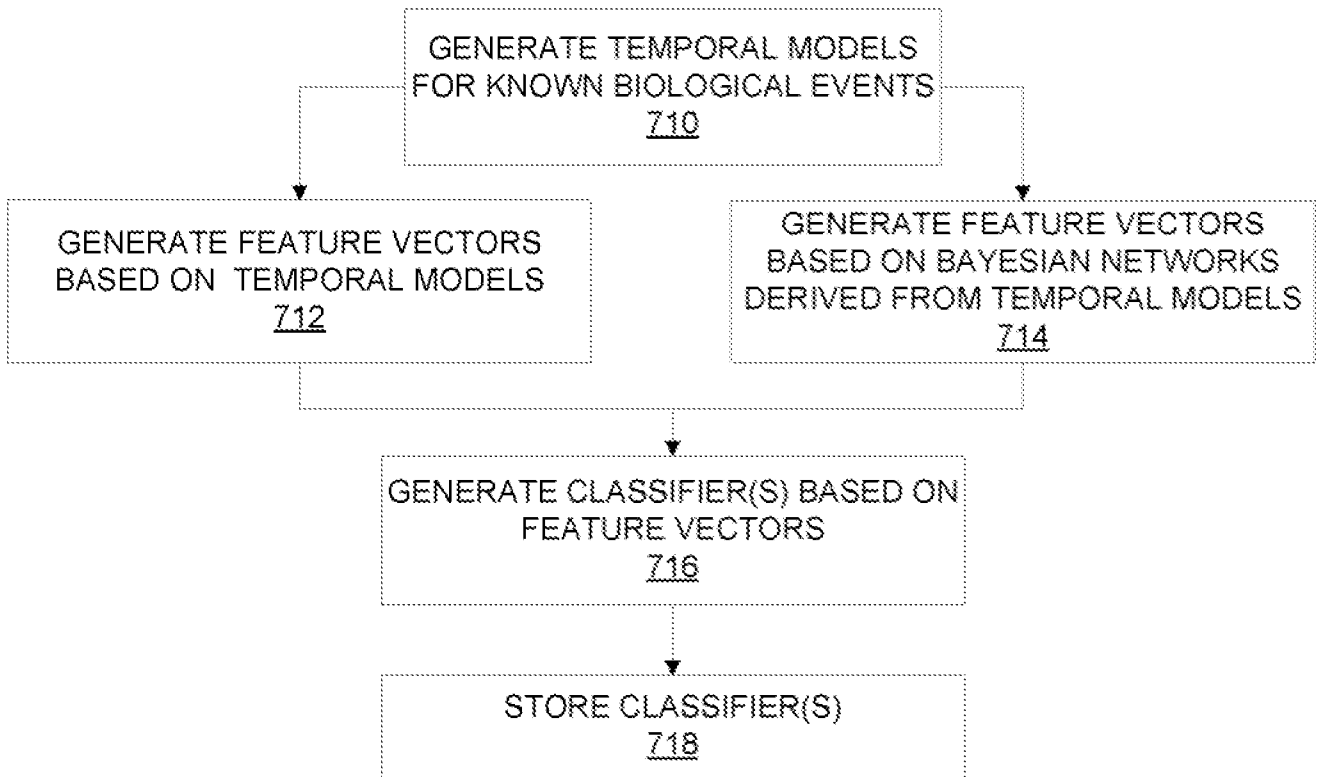 GENERATE TEMPORAL MODELS
FOR KNOWN BIOLOGICAL EVENTS
710
GENERATE FEATURE VECTORS
BASED ON TEMPORAL MODELS
712
GENERATE FEATURE VECTORS
BASED ON BAYESIAN NETWORKS
DERIVED FROM TEMPORAL MODELS
714
GENERATE CLASSIFIER(S) BASED ON
FEATURE VECTORS
716
STORE CLASSIFIER(S)
718